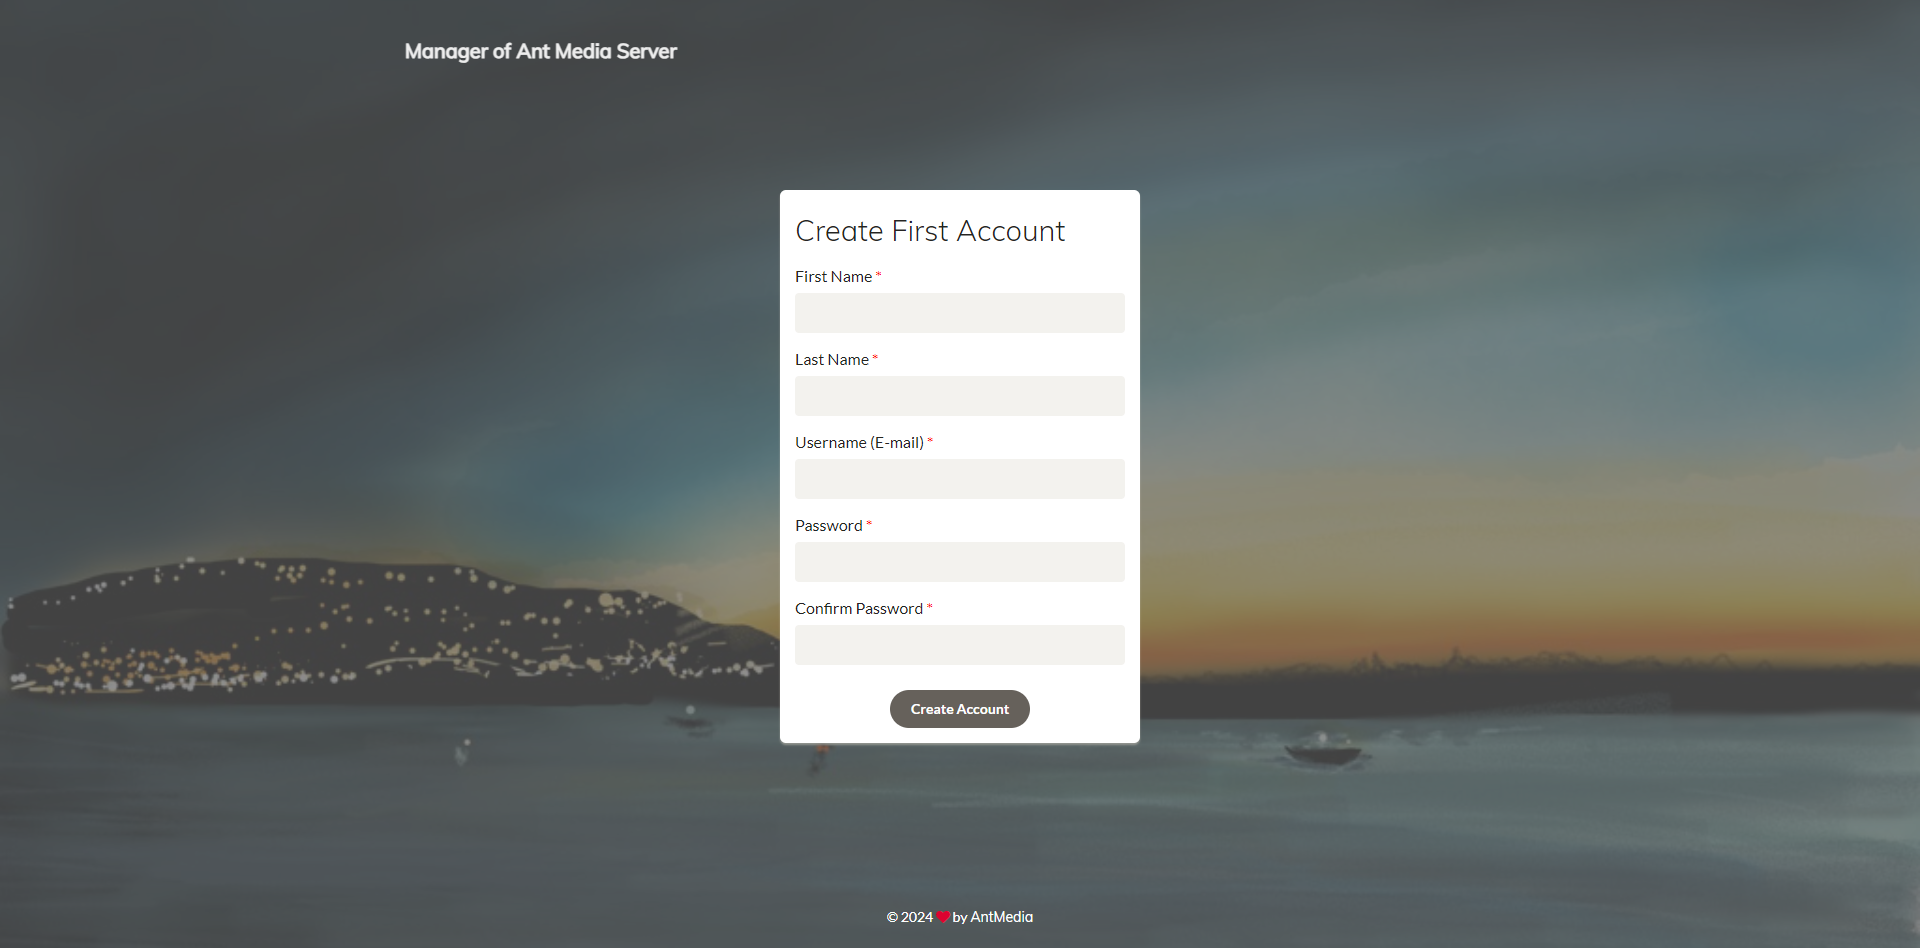 Manager of Ant Media Server
Create First Account
First Name *
Last Name *
Username (E-mail) *
Password *
Confirm Password *
Create Account
© 2024 ❤ by AntMedia